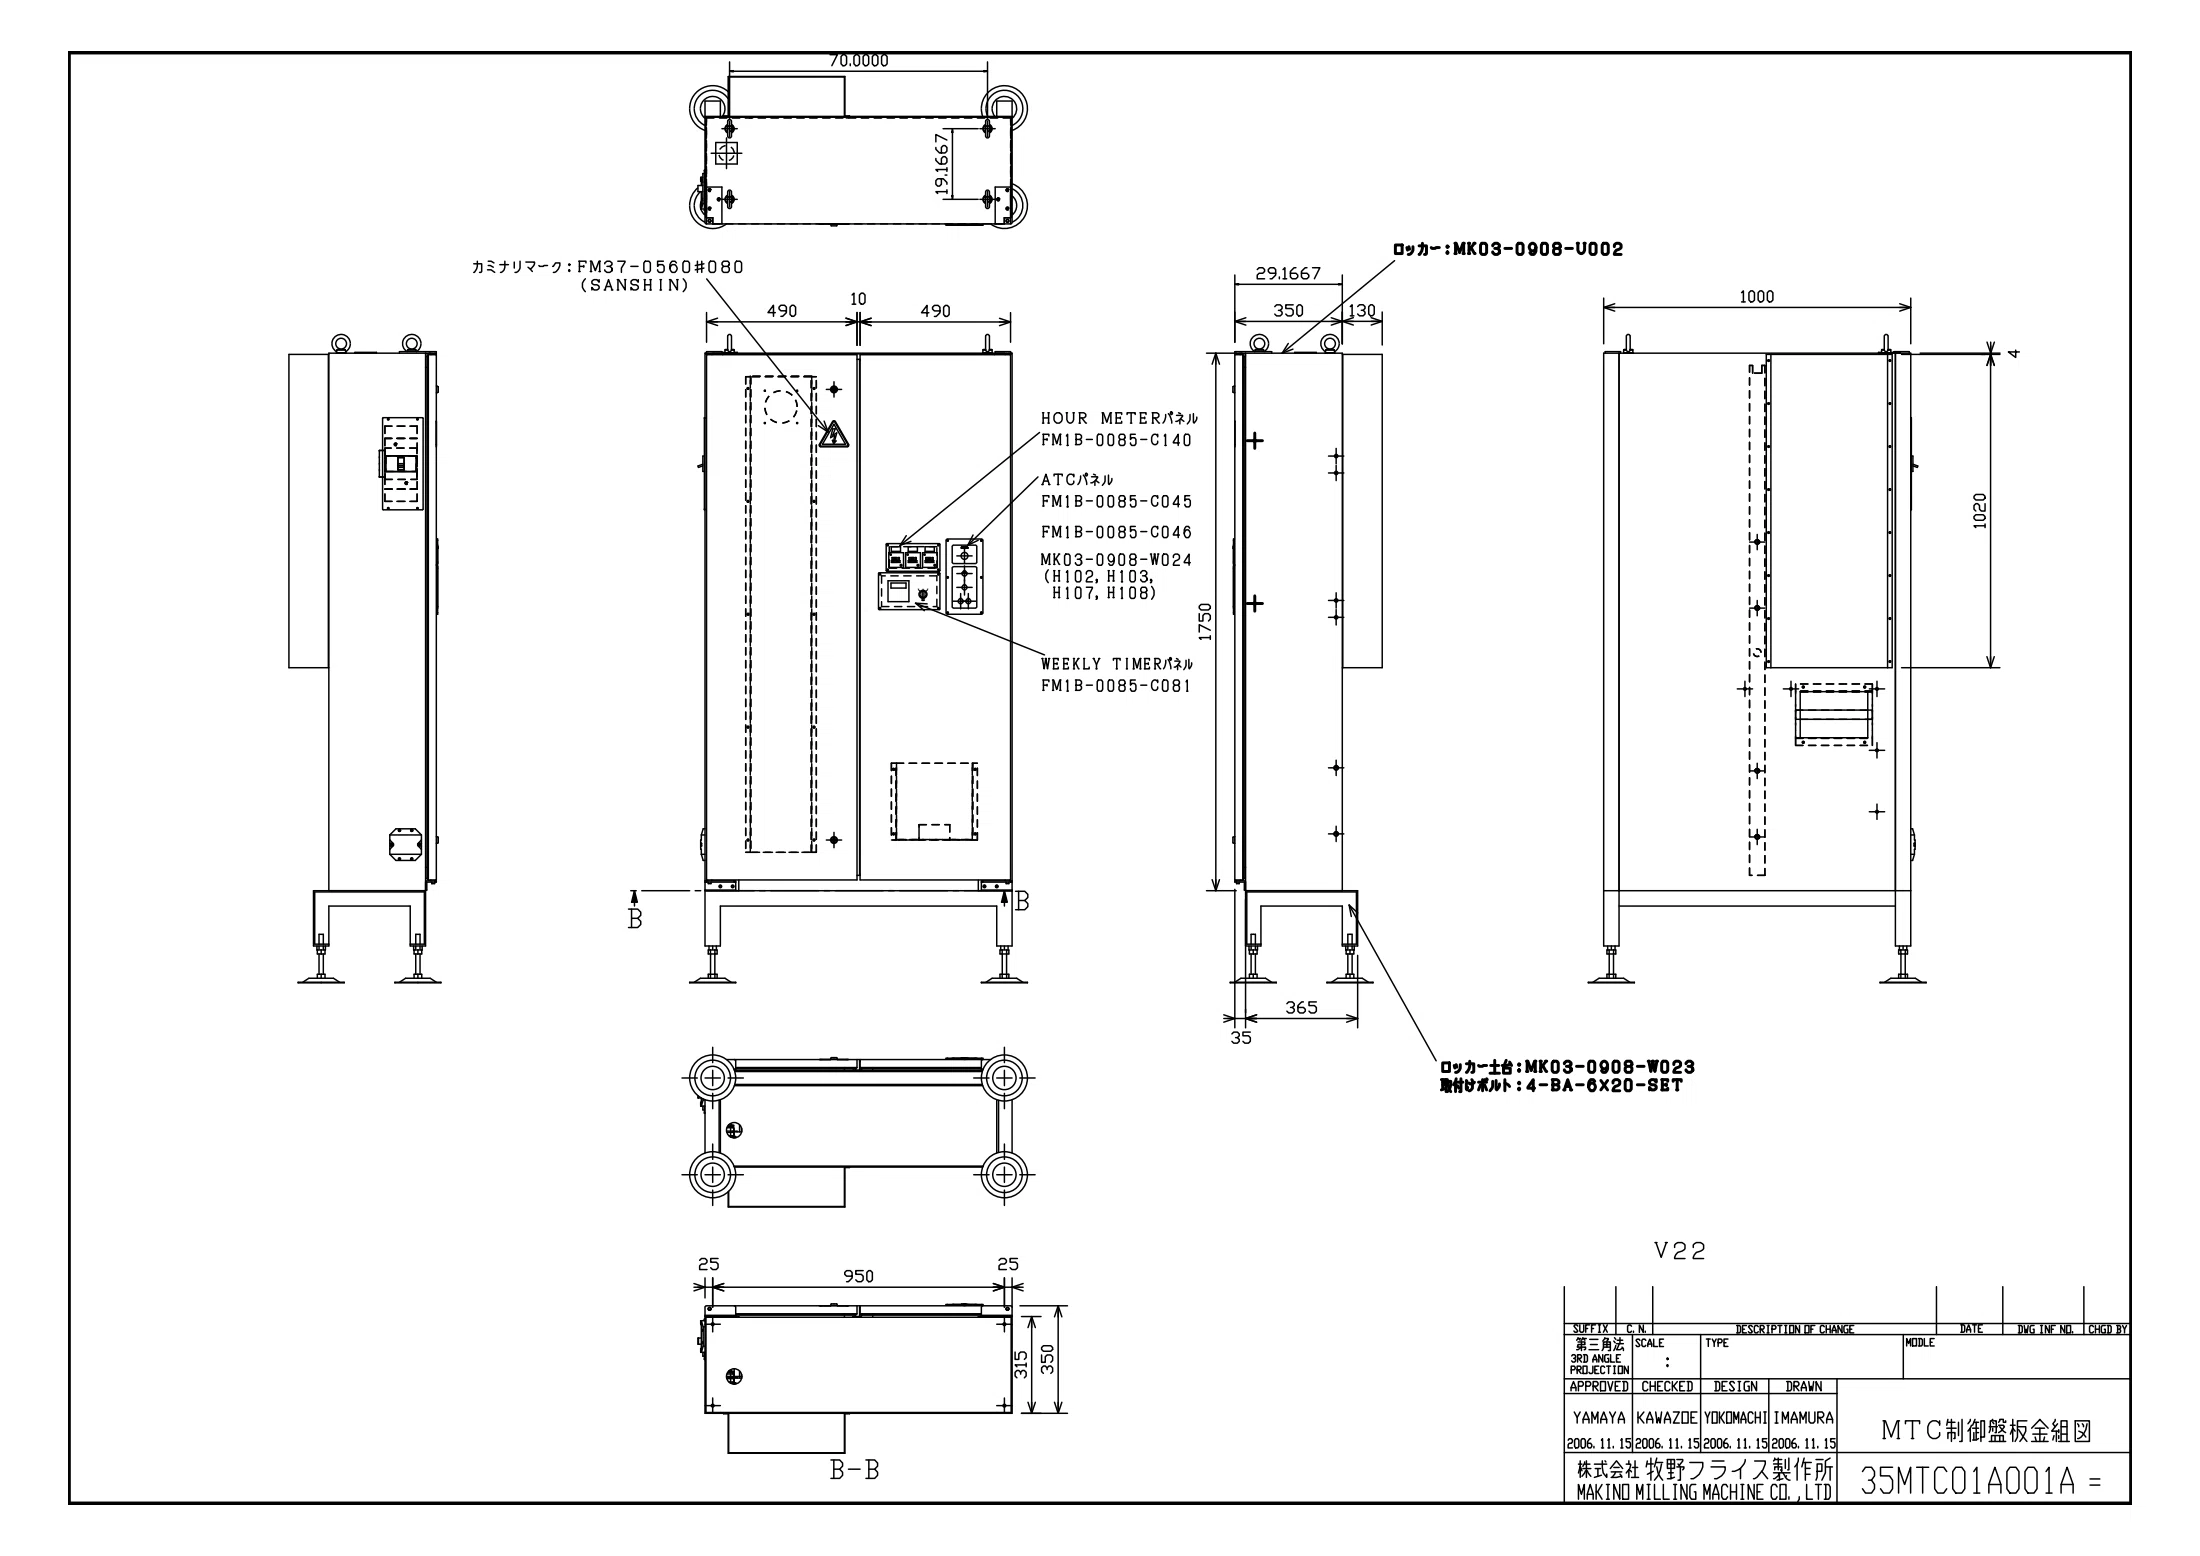 70.0000
19.1667
カミナリマーク:FM37-0560#080
(SANSHIN)
ロッカー:MK03-0908-U002
490
10
490
29.1667
350
130
1000
4
1020
1750
HOUR METERパネル
FM1B-0085-C140
ATCパネル
FM1B-0085-C045
FM1B-0085-C046
MK03-0908-W024
(H102,H103,
H107,H108)
WEEKLY TIMERパネル
FM1B-0085-C081
B
B
365
35
ロッカー土台:MK03-0908-W023
取付けボルト:4-BA-6×20-SET
25
950
25
315
350
B-B
V22
SUFFIX C.N. DESCRIPTION OF CHANGE DATE DWG INF NO. CHGD BY
第三角法
3RD ANGLE
PROJECTION
SCALE
:
TYPE
MODLE
APPROVED CHECKED DESIGN DRAWN
YAMAYA KAWAZOE YOKOMACHI IMAMURA
2006.11.15 2006.11.15 2006.11.15 2006.11.15
MTC制御盤板金組図
株式会社 牧野フライス製作所
MAKINO MILLING MACHINE CO.,LTD
35MTC01A001A =